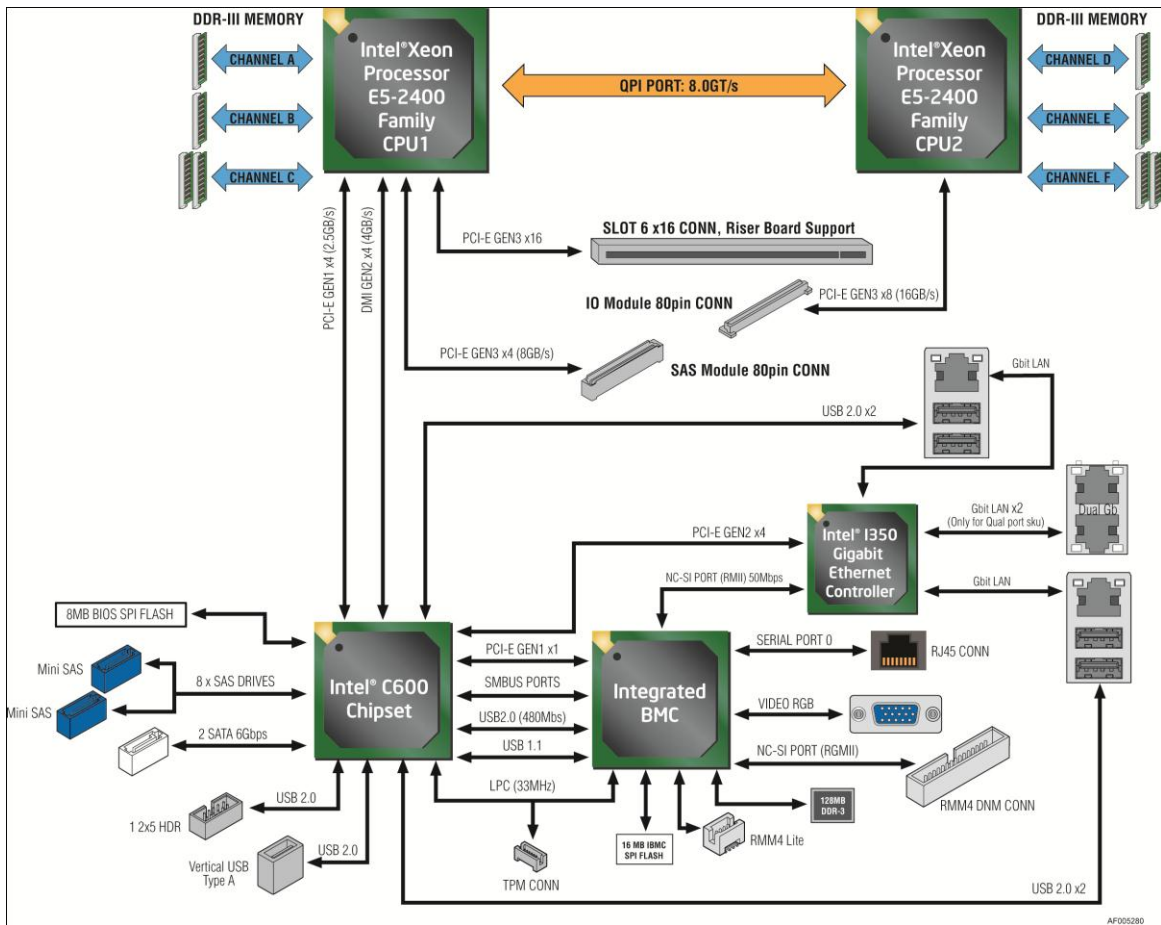 DDR-III MEMORY
DDR-III MEMORY
CHANNEL A
CHANNEL B
CHANNEL C
Intel®Xeon
Processor
E5-2400
Family
CPU1
QPI PORT: 8.0GT/s
Intel®Xeon
Processor
E5-2400
Family
CPU2
CHANNEL D
CHANNEL E
CHANNEL F
PCI-E GEN1 x4 (2.5GB/s)
DMI GEN2 x4 (4GB/s)
PCI-E GEN3 x16
SLOT 6 x16 CONN, Riser Board Support
IO Module 80pin CONN
PCI-E GEN3 x8 (16GB/s)
PCI-E GEN3 x4 (8GB/s)
SAS Module 80pin CONN
USB 2.0 x2
Gbit LAN
PCI-E GEN2 x4
Intel® I350
Gigabit
Ethernet
Controller
Gbit LAN x2
(Only for Qual port sku)
Dual Gb
NC-SI PORT (RMII) 50Mbps
Gbit LAN
8MB BIOS SPI FLASH
Mini SAS
Mini SAS
8 x SAS DRIVES
2 SATA 6Gbps
Intel® C600
Chipset
PCI-E GEN1 x1
SMBUS PORTS
USB2.0 (480Mbs)
USB 1.1
LPC (33MHz)
Integrated
BMC
SERIAL PORT 0
RJ45 CONN
VIDEO RGB
NC-SI PORT (RGMII)
RMM4 DNM CONN
USB 2.0
1 2x5 HDR
USB 2.0
Vertical USB
Type A
TPM CONN
16 MB IBMC
SPI FLASH
RMM4 Lite
128MB
DDR-3
USB 2.0 x2
AF005280